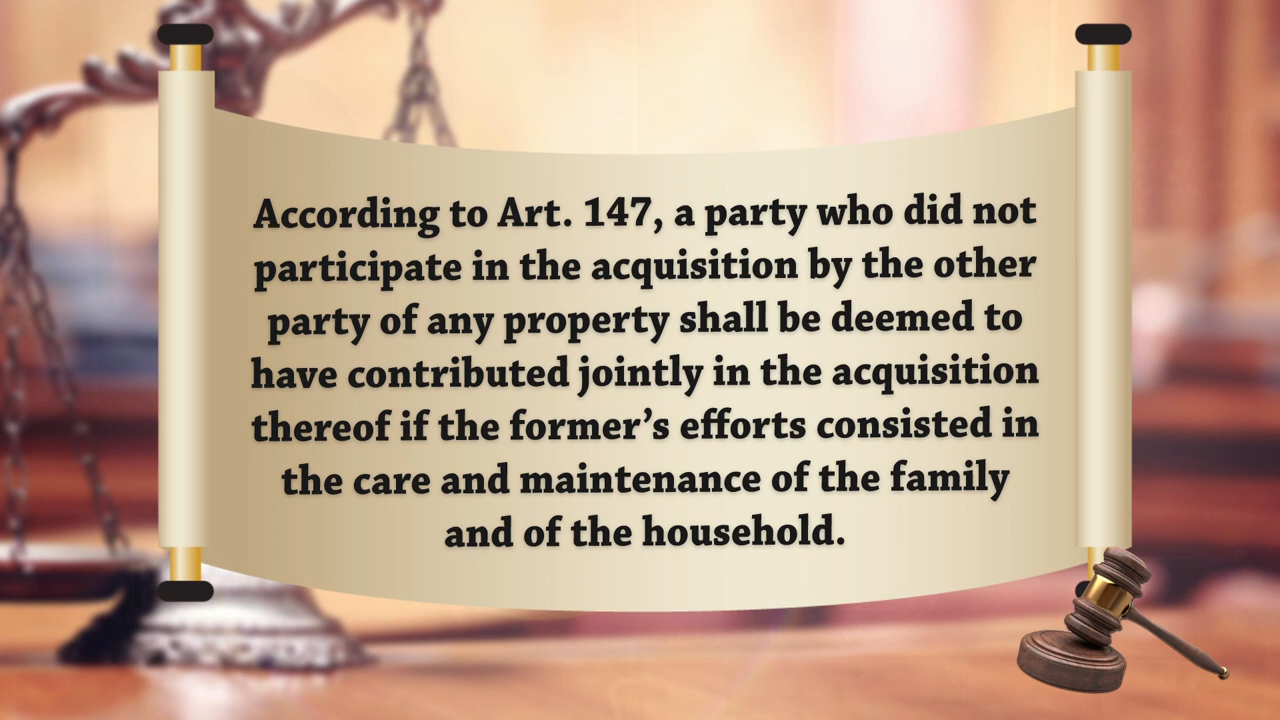 According to Art. 147, a party who did not
participate in the acquisition by the other
party of any property shall be deemed to
have contributed jointly in the acquisition
thereof if the former’s efforts consisted in
the care and maintenance of the family
and of the household.